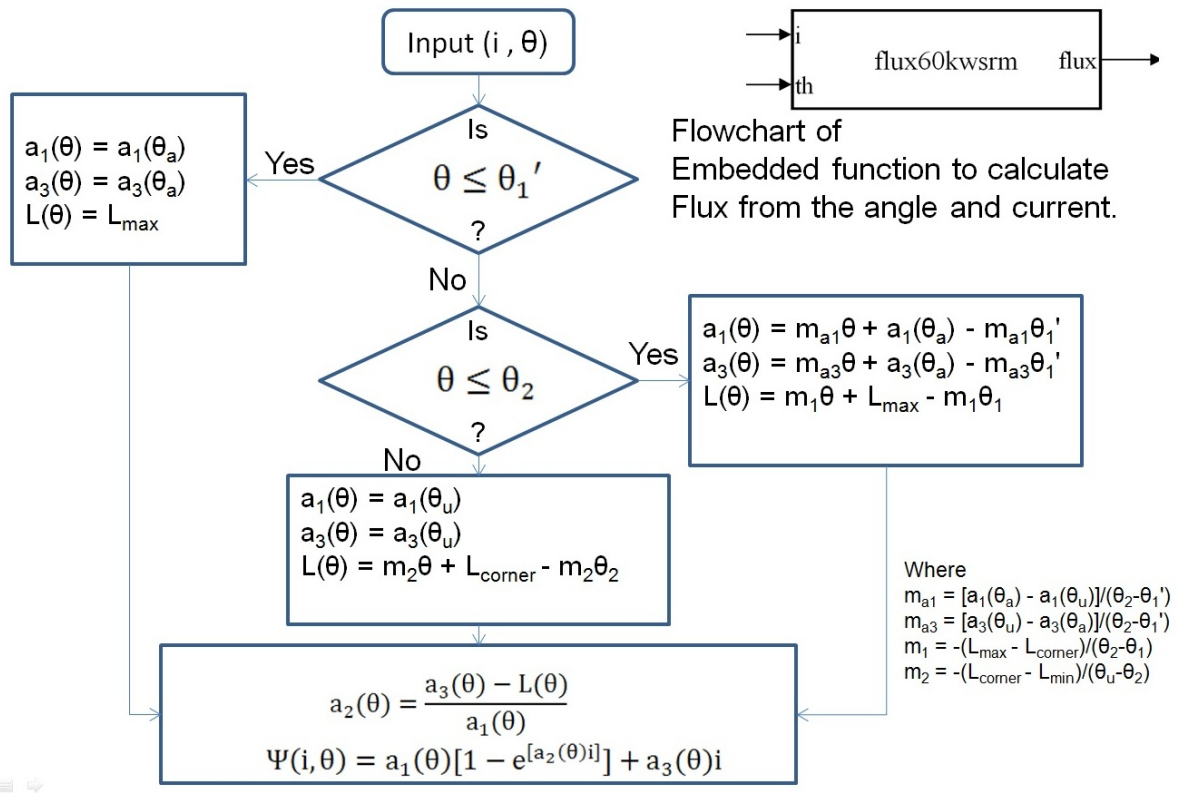 Input (i , θ)
i
th
flux60kwsrm
flux
Flowchart of
Embedded function to calculate
Flux from the angle and current.
Is
θ ≤ θ₁′
?
Yes
a₁(θ) = a₁(θₐ)
a₃(θ) = a₃(θₐ)
L(θ) = Lmax
No
Is
θ ≤ θ₂
?
Yes
a₁(θ) = mₐ₁θ + a₁(θₐ) - mₐ₁θ₁'
a₃(θ) = mₐ₃θ + a₃(θₐ) - mₐ₃θ₁'
L(θ) = m₁θ + Lmax - m₁θ₁
No
a₁(θ) = a₁(θᵤ)
a₃(θ) = a₃(θᵤ)
L(θ) = m₂θ + Lcorner - m₂θ₂
Where
mₐ₁ = [a₁(θₐ) - a₁(θᵤ)]/(θ₂-θ₁')
mₐ₃ = [a₃(θᵤ) - a₃(θₐ)]/(θ₂-θ₁')
m₁ = -(Lmax - Lcorner)/(θ₂-θ₁)
m₂ = -(Lcorner - Lmin)/(θᵤ-θ₂)
a₂(θ) = (a₃(θ) − L(θ))/a₁(θ)
Ψ(i,θ) = a₁(θ)[1 − e^[a₂(θ)i]] + a₃(θ)i